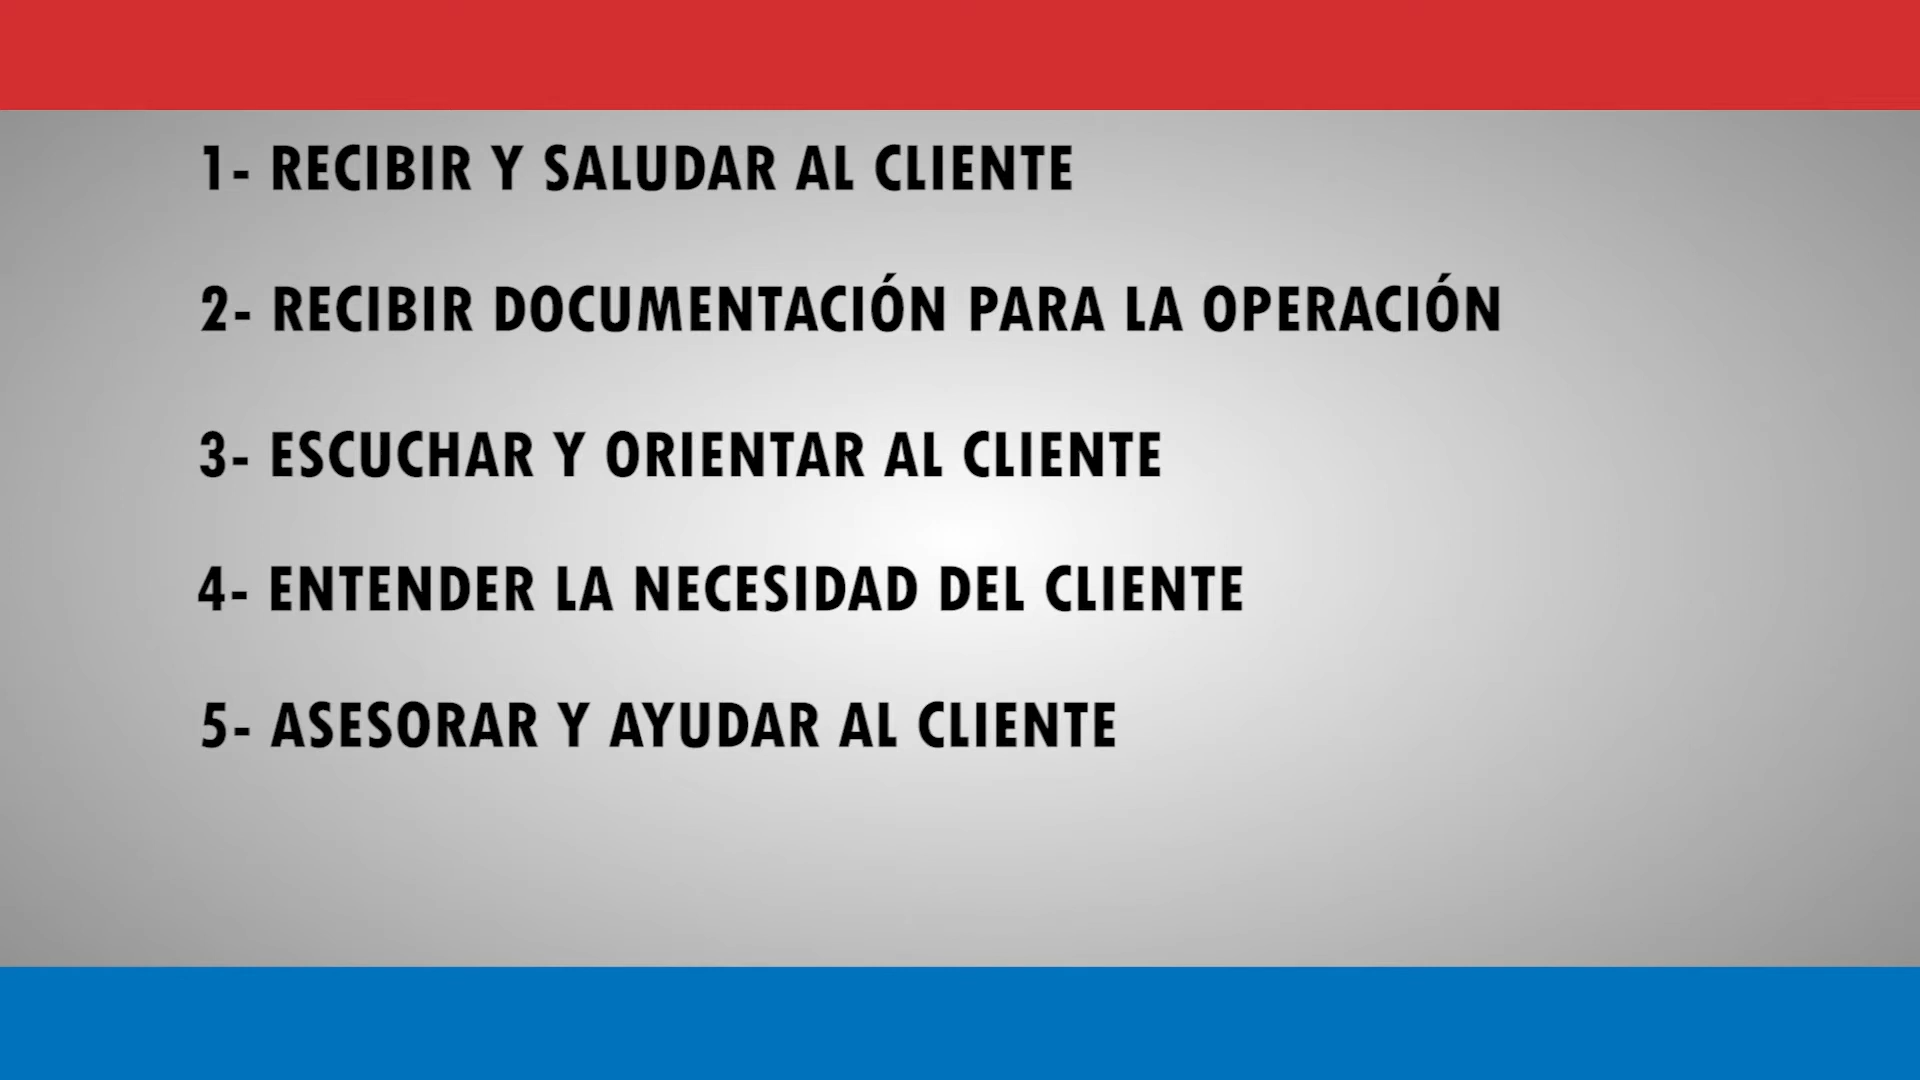 1- RECIBIR Y SALUDAR AL CLIENTE
2- RECIBIR DOCUMENTACIÓN PARA LA OPERACIÓN
3- ESCUCHAR Y ORIENTAR AL CLIENTE
4- ENTENDER LA NECESIDAD DEL CLIENTE
5- ASESORAR Y AYUDAR AL CLIENTE